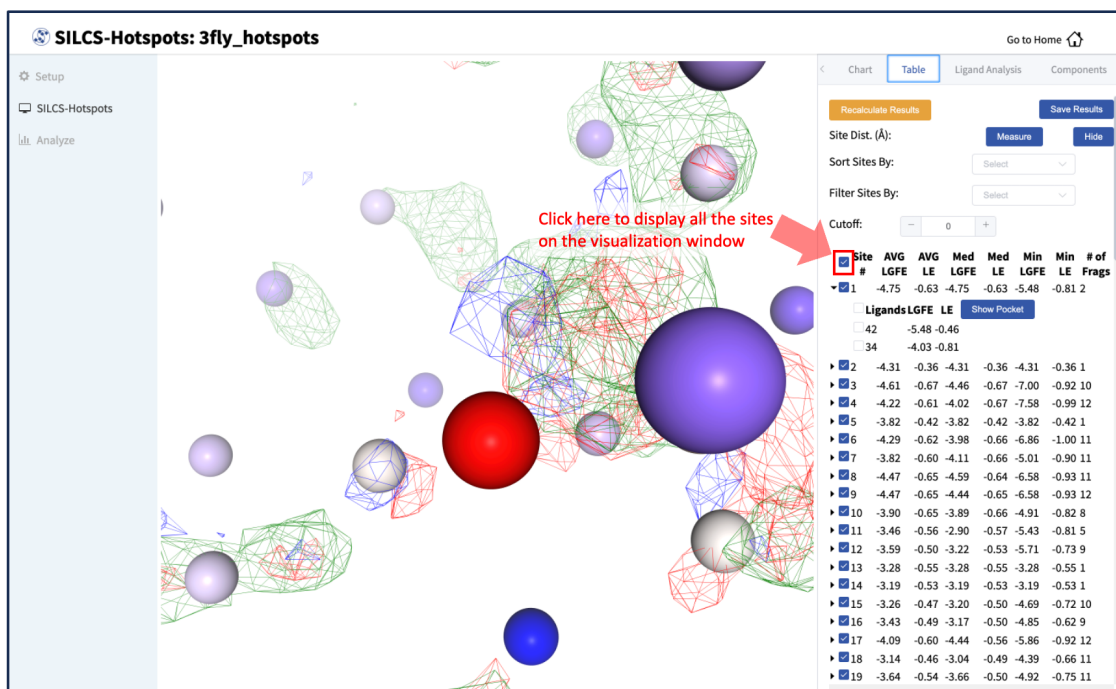 SILCS-Hotspots: 3fly_hotspots
Go to Home
Setup
SILCS-Hotspots
Analyze
Chart Table Ligand Analysis Components
Recalculate Results Save Results
Site Dist. (Å): Measure Hide
Sort Sites By: Select
Filter Sites By: Select
Cutoff: − 0 +
Click here to display all the sites
on the visualization window
Site AVG AVG Med Med Min Min # of
# LGFE LE LGFE LE LGFE LE Frags
1 -4.75 -0.63 -4.75 -0.63 -5.48 -0.81 2
Ligands LGFE LE Show Pocket
42 -5.48 -0.46
34 -4.03 -0.81
2 -4.31 -0.36 -4.31 -0.36 -4.31 -0.36 1
3 -4.61 -0.67 -4.46 -0.67 -7.00 -0.92 10
4 -4.22 -0.61 -4.02 -0.67 -7.58 -0.99 12
5 -3.82 -0.42 -3.82 -0.42 -3.82 -0.42 1
6 -4.29 -0.62 -3.98 -0.66 -6.86 -1.00 11
7 -3.82 -0.60 -4.11 -0.66 -5.01 -0.90 11
8 -4.47 -0.65 -4.59 -0.64 -6.58 -0.93 11
9 -4.47 -0.65 -4.44 -0.65 -6.58 -0.93 12
10 -3.90 -0.65 -3.89 -0.66 -4.91 -0.82 8
11 -3.46 -0.56 -2.90 -0.57 -5.43 -0.81 5
12 -3.59 -0.50 -3.22 -0.53 -5.71 -0.73 9
13 -3.28 -0.55 -3.28 -0.55 -3.28 -0.55 1
14 -3.19 -0.53 -3.19 -0.53 -3.19 -0.53 1
15 -3.26 -0.47 -3.20 -0.50 -4.69 -0.72 10
16 -3.43 -0.49 -3.17 -0.50 -4.85 -0.62 9
17 -4.09 -0.60 -4.44 -0.56 -5.86 -0.92 12
18 -3.14 -0.46 -3.04 -0.49 -4.39 -0.66 11
19 -3.64 -0.54 -3.66 -0.50 -4.92 -0.75 11